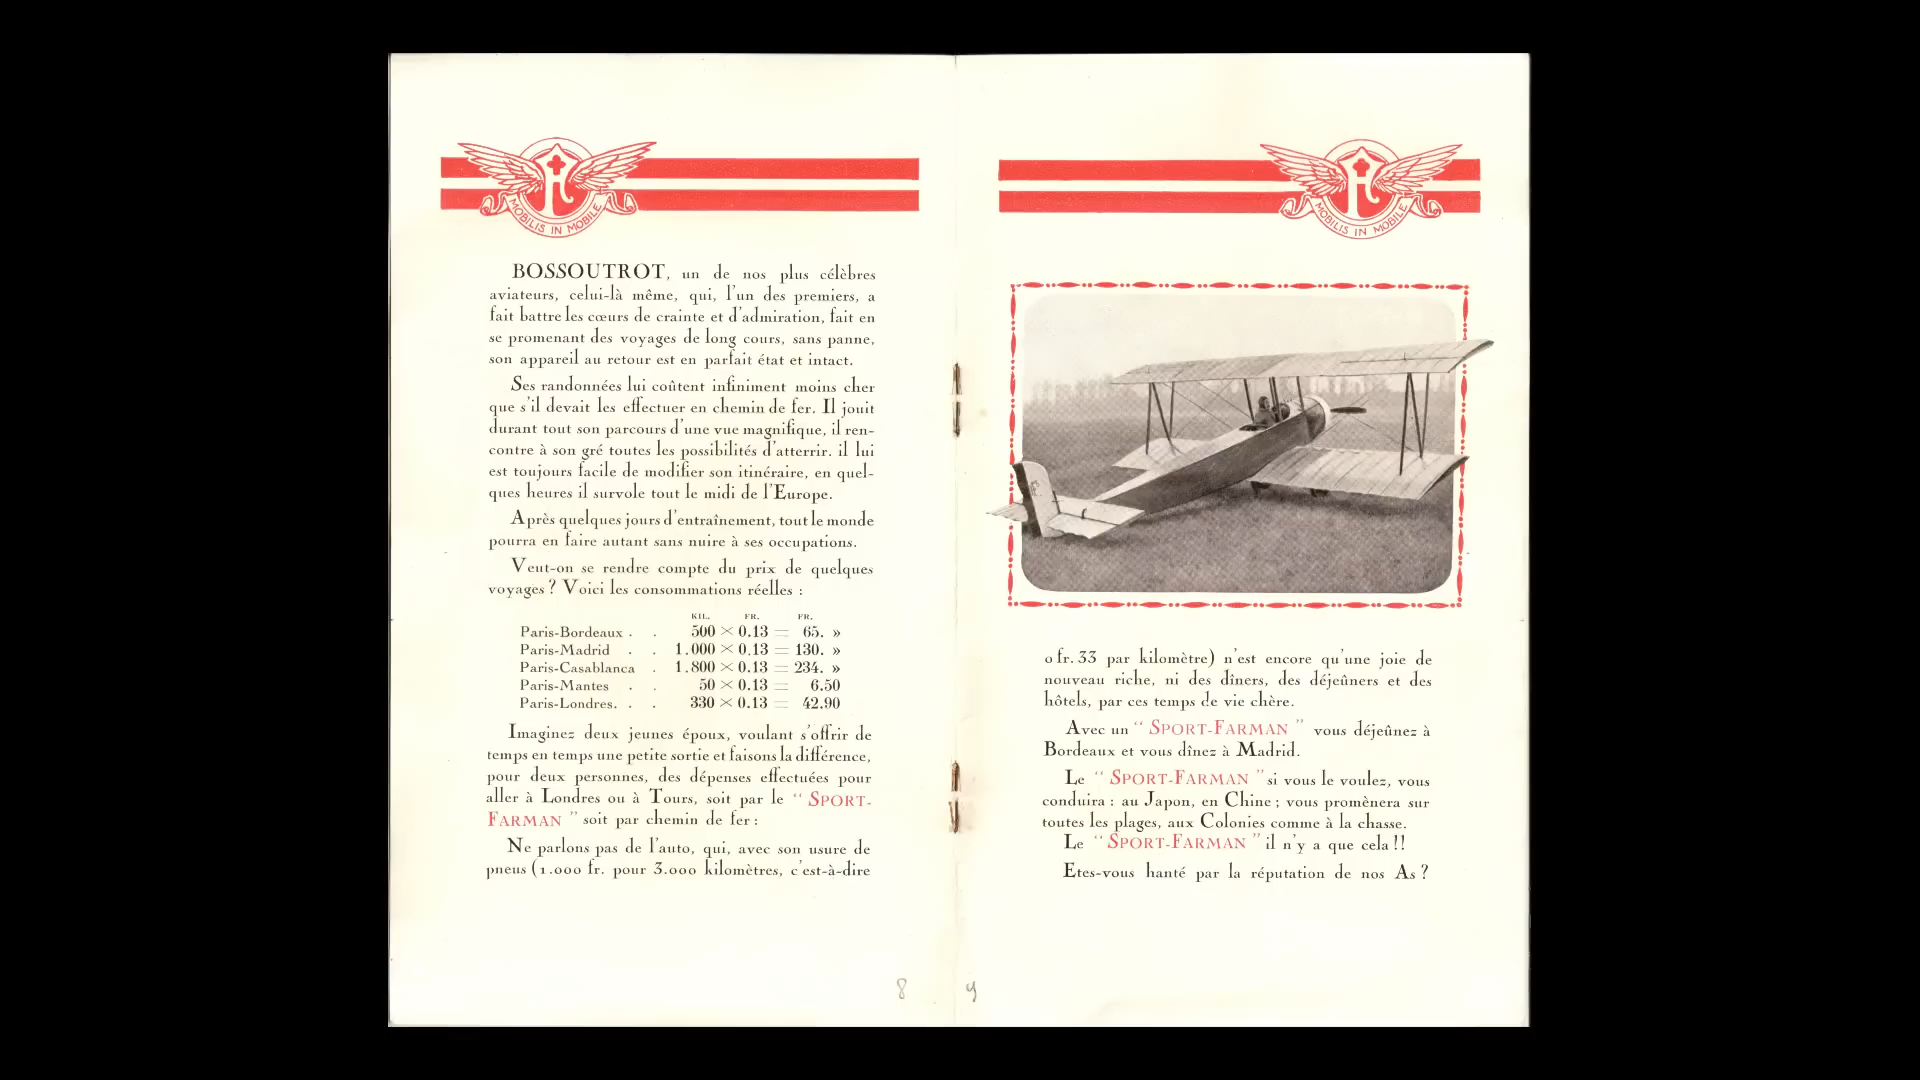 MOBILIS IN MOBILE
BOSSOUTROT, un de nos plus célèbres
aviateurs, celui-là même, qui, l'un des premiers, a
fait battre les cœurs de crainte et d'admiration, fait en
se promenant des voyages de long cours, sans panne,
son appareil au retour est en parfait état et intact.
Ses randonnées lui coûtent infiniment moins cher
que s'il devait les effectuer en chemin de fer. Il jouit
durant tout son parcours d'une vue magnifique, il ren-
contre à son gré toutes les possibilités d'atterrir. il lui
est toujours facile de modifier son itinéraire, en quel-
ques heures il survole tout le midi de l'Europe.
Après quelques jours d'entraînement, tout le monde
pourra en faire autant sans nuire à ses occupations.
Veut-on se rendre compte du prix de quelques
voyages ? Voici les consommations réelles :
KIL. FR. FR.
Paris-Bordeaux . . 500 × 0.13 = 65. »
Paris-Madrid . . 1.000 × 0.13 = 130. »
Paris-Casablanca . 1.800 × 0.13 = 234. »
Paris-Mantes . . 50 × 0.13 = 6.50
Paris-Londres. . . 330 × 0.13 = 42.90
Imaginez deux jeunes époux, voulant s'offrir de
temps en temps une petite sortie et faisons la différence,
pour deux personnes, des dépenses effectuées pour
aller à Londres ou à Tours, soit par le “ SPORT-
FARMAN ” soit par chemin de fer :
Ne parlons pas de l'auto, qui, avec son usure de
pneus (1.000 fr. pour 3.000 kilomètres, c'est-à-dire
8
MOBILIS IN MOBILE
0 fr. 33 par kilomètre) n'est encore qu'une joie de
nouveau riche, ni des dîners, des déjeûners et des
hôtels, par ces temps de vie chère.
Avec un “ SPORT-FARMAN ” vous déjeûnez à
Bordeaux et vous dînez à Madrid.
Le “ SPORT-FARMAN ” si vous le voulez, vous
conduira : au Japon, en Chine ; vous promènera sur
toutes les plages, aux Colonies comme à la chasse.
Le “ SPORT-FARMAN ” il n'y a que cela !!
Etes-vous hanté par la réputation de nos As ?
9